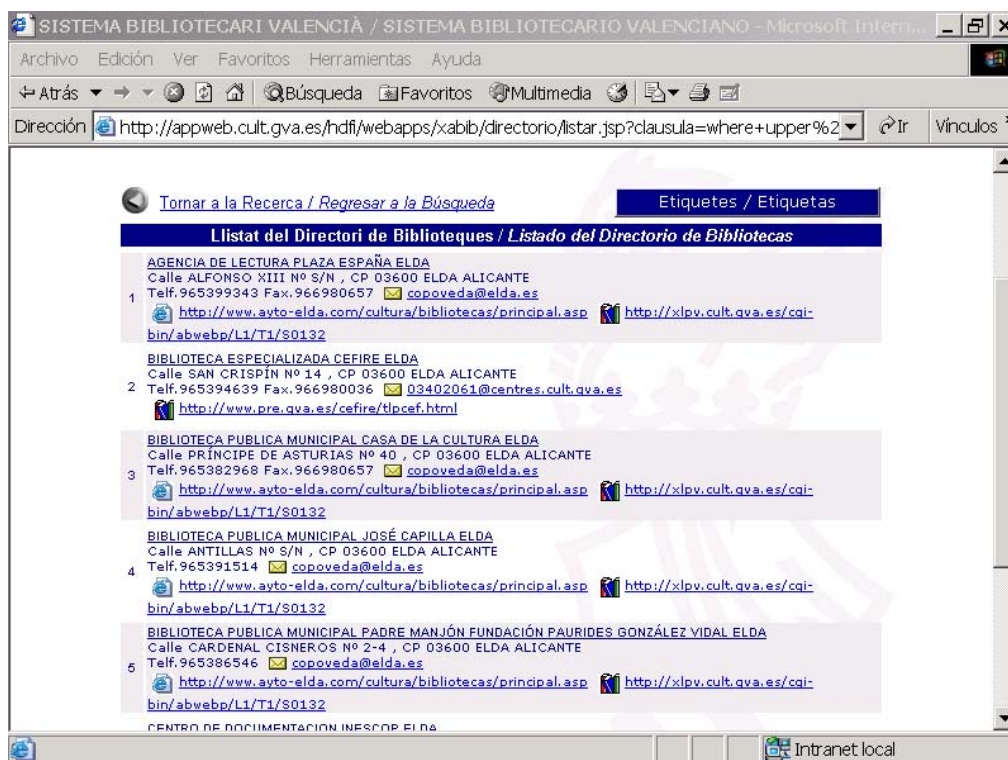 SISTEMA BIBLIOTECARI VALENCIÀ / SISTEMA BIBLIOTECARIO VALENCIANO - Microsoft Intern...
Archivo Edición Ver Favoritos Herramientas Ayuda
Atrás Búsqueda Favoritos Multimedia
Dirección http://appweb.cult.gva.es/hdfi/webapps/xabib/directorio/listar.jsp?clausula=where+upper%2 Ir Vínculos
Tornar a la Recerca / Regresar a la Búsqueda Etiquetes / Etiquetas
Llistat del Directori de Biblioteques / Listado del Directorio de Bibliotecas
AGENCIA DE LECTURA PLAZA ESPAÑA ELDA
Calle ALFONSO XIII Nº S/N , CP 03600 ELDA ALICANTE
1 Telf.965399343 Fax.966980657 copoveda@elda.es
http://www.ayto-elda.com/cultura/bibliotecas/principal.asp http://xlpv.cult.gva.es/cgi-
bin/abwebp/L1/T1/S0132
BIBLIOTECA ESPECIALIZADA CEFIRE ELDA
Calle SAN CRISPÍN Nº 14 , CP 03600 ELDA ALICANTE
2 Telf.965394639 Fax.966980036 03402061@centres.cult.gva.es
http://www.pre.gva.es/cefire/tlpcef.html
BIBLIOTECA PUBLICA MUNICIPAL CASA DE LA CULTURA ELDA
Calle PRÍNCIPE DE ASTURIAS Nº 40 , CP 03600 ELDA ALICANTE
3 Telf.965382968 Fax.966980657 copoveda@elda.es
http://www.ayto-elda.com/cultura/bibliotecas/principal.asp http://xlpv.cult.gva.es/cgi-
bin/abwebp/L1/T1/S0132
BIBLIOTECA PUBLICA MUNICIPAL JOSÉ CAPILLA ELDA
Calle ANTILLAS Nº S/N , CP 03600 ELDA ALICANTE
4 Telf.965391514 copoveda@elda.es
http://www.ayto-elda.com/cultura/bibliotecas/principal.asp http://xlpv.cult.gva.es/cgi-
bin/abwebp/L1/T1/S0132
BIBLIOTECA PUBLICA MUNICIPAL PADRE MANJÓN FUNDACIÓN PAURIDES GONZÁLEZ VIDAL ELDA
Calle CARDENAL CISNEROS Nº 2-4 , CP 03600 ELDA ALICANTE
5 Telf.965386546 copoveda@elda.es
http://www.ayto-elda.com/cultura/bibliotecas/principal.asp http://xlpv.cult.gva.es/cgi-
bin/abwebp/L1/T1/S0132
CENTRO DE DOCUMENTACION INESCOP ELDA
Intranet local